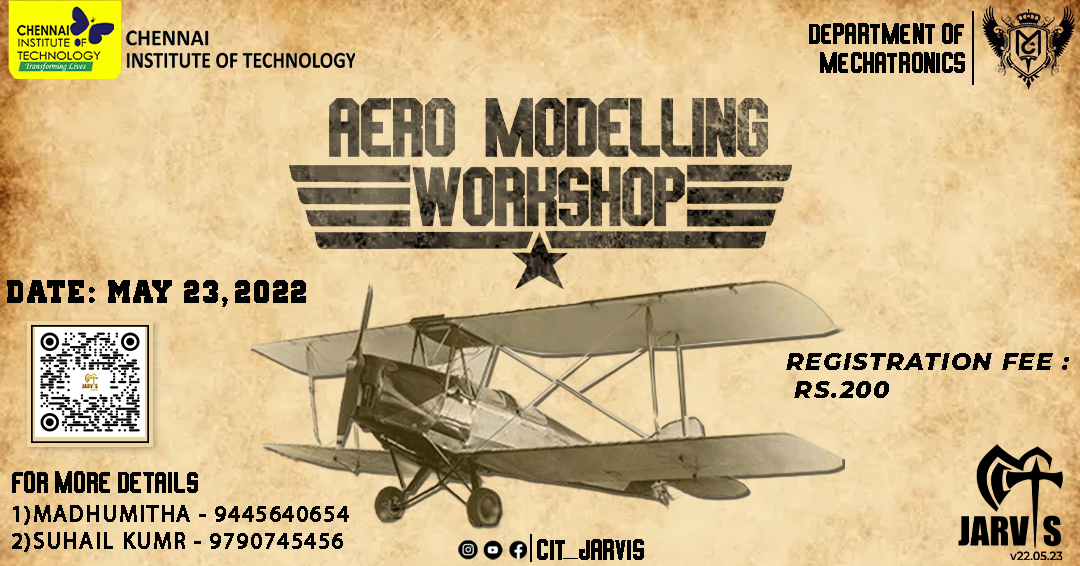 CHENNAI
INSTITUTE OF
TECHNOLOGY
Transforming Lives
CHENNAI
INSTITUTE OF TECHNOLOGY
DEPARTMENT OF
MECHATRONICS
AERO MODELLING
WORKSHOP
DATE: MAY 23, 2022
JARVIS
REGISTRATION FEE :
RS.200
FOR MORE DETAILS
1)MADHUMITHA - 9445640654
2)SUHAIL KUMR - 9790745456
CIT_JARVIS
JARVIS
v22.05.23